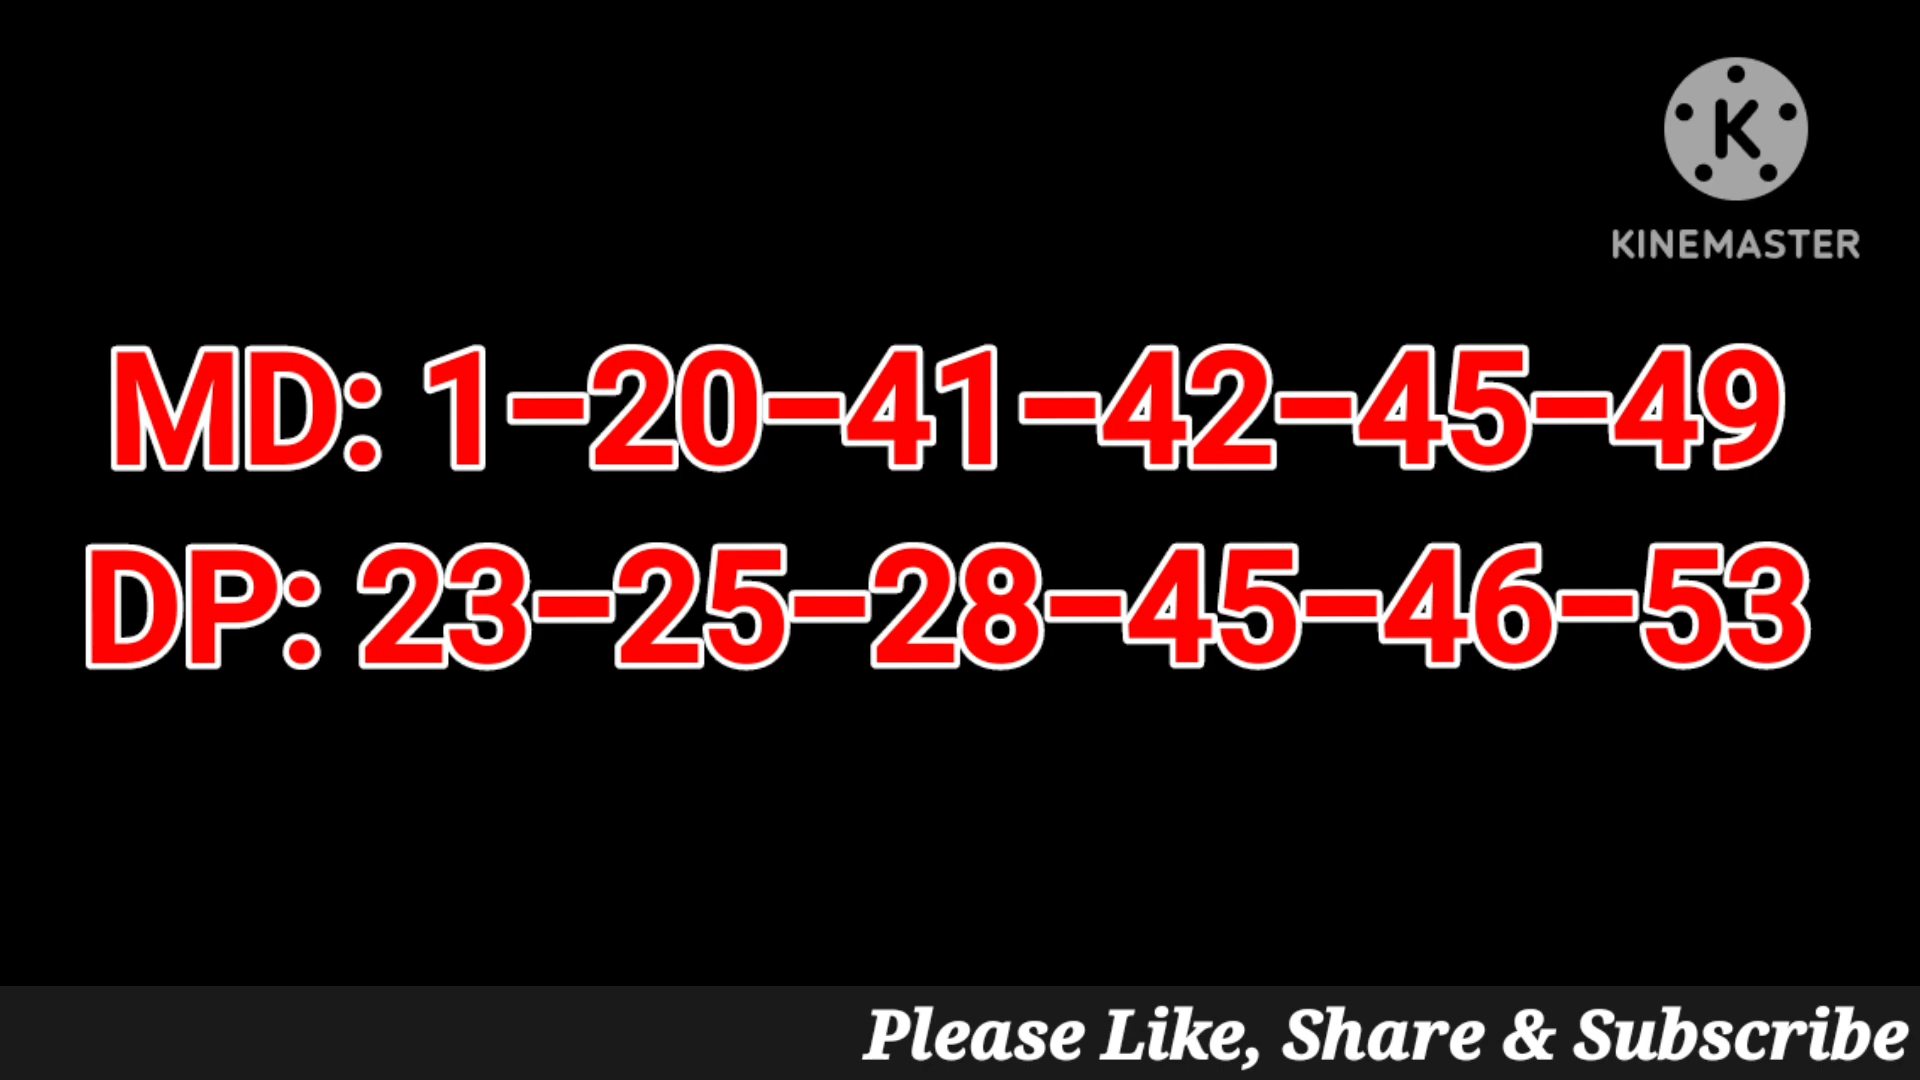 K
KINEMASTER
MD: 1-20-41-42-45-49
DP: 23-25-28-45-46-53
Please Like, Share & Subscribe